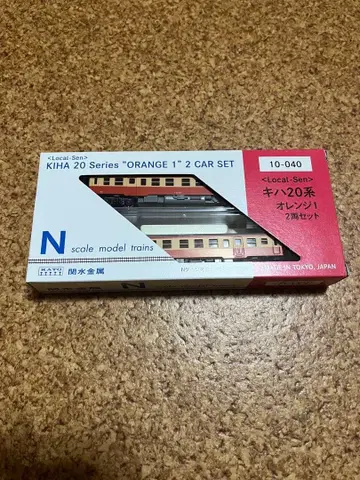 <Local-Sen>
KIHA 20 Series "ORANGE 1" 2 CAR SET
10-040
<Local-Sen>
キハ20系
オレンジ1
2両セット
N scale model trains
KATO 関水金属
MADE IN TOKYO, JAPAN